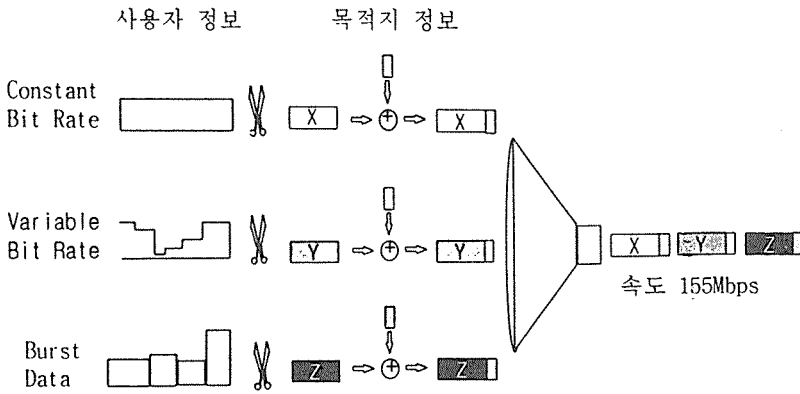 사용자 정보 목적지 정보
Constant
Bit Rate
X + X
Variable
Bit Rate
Y + Y
X Y Z
속도 155Mbps
Burst
Data
Z + Z